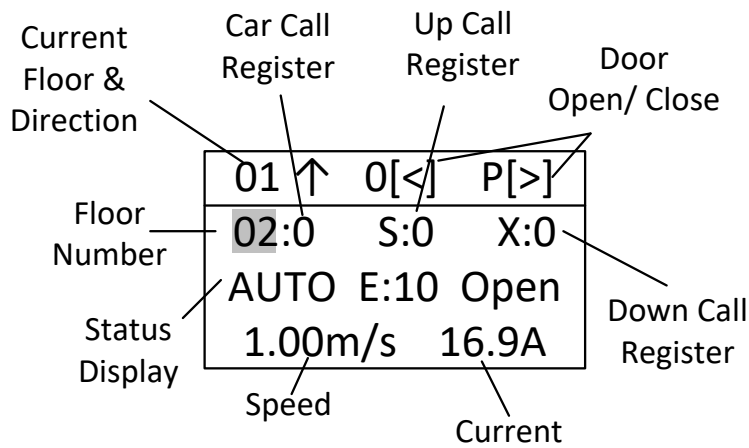 Current
Floor &
Direction
Car Call
Register
Up Call
Register
Door
Open/ Close
01 ↑ 0[<] P[>]
Floor
Number
02:0 S:0 X:0
AUTO E:10 Open
1.00m/s 16.9A
Status
Display
Speed
Current
Down Call
Register